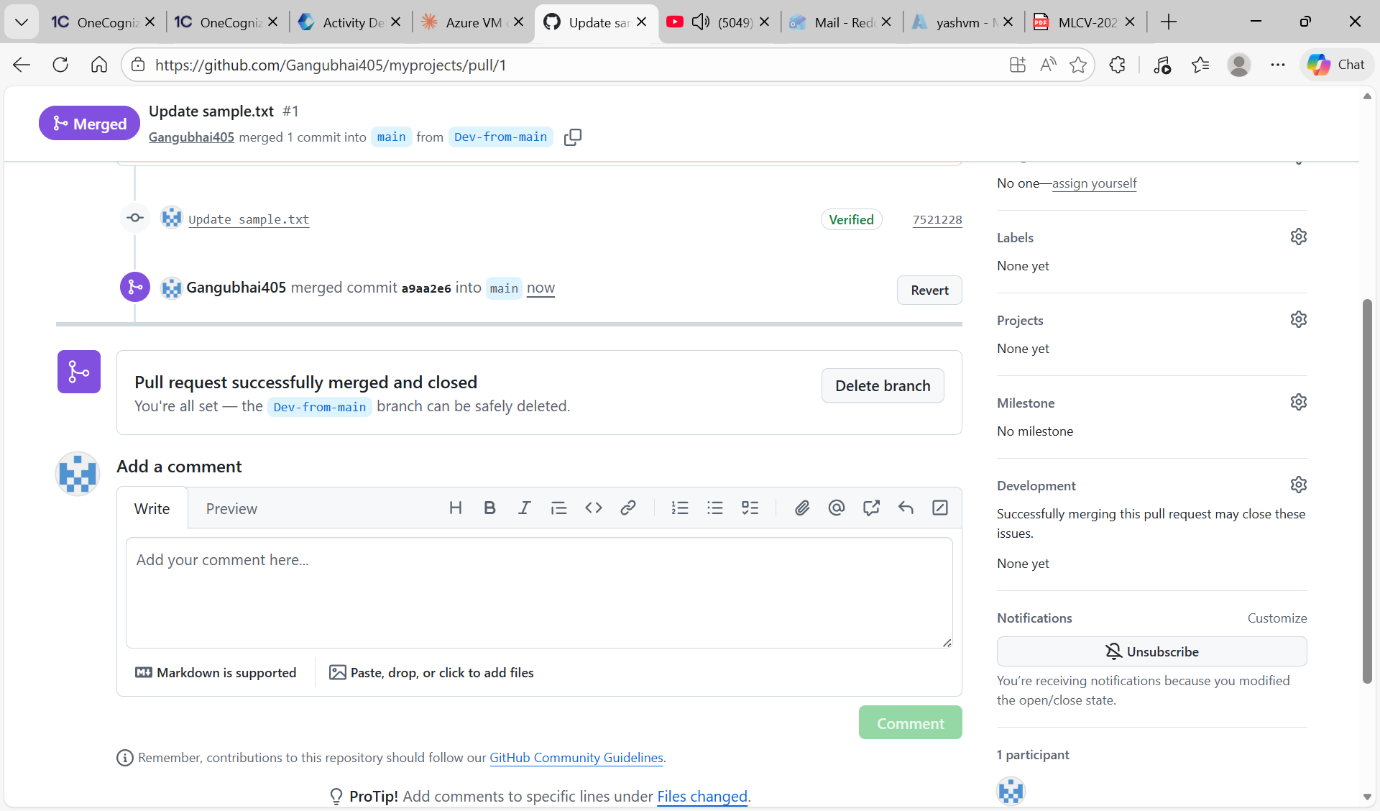 OneCogniz
OneCogniz
Activity De
Azure VM
Update sam
(5049)
Mail - Red
yashvm - M
MLCV-202
https://github.com/Gangubhai405/myprojects/pull/1
Chat
Merged
Update sample.txt #1
Gangubhai405 merged 1 commit into main from Dev-from-main
No one—assign yourself
Update sample.txt
Verified
7521228
Labels
None yet
Gangubhai405 merged commit a9aa2e6 into main now
Revert
Projects
None yet
Pull request successfully merged and closed
You're all set — the Dev-from-main branch can be safely deleted.
Delete branch
Milestone
No milestone
Add a comment
Write
Preview
Development
Successfully merging this pull request may close these
issues.
None yet
Add your comment here...
Markdown is supported
Paste, drop, or click to add files
Notifications
Customize
Unsubscribe
You're receiving notifications because you modified
the open/close state.
Comment
1 participant
Remember, contributions to this repository should follow our GitHub Community Guidelines.
ProTip! Add comments to specific lines under Files changed.